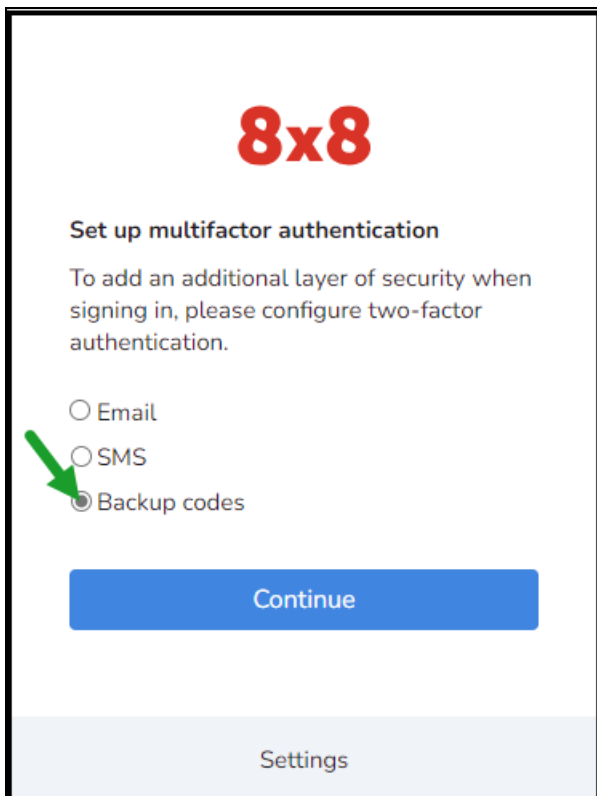 8x8
Set up multifactor authentication
To add an additional layer of security when
signing in, please configure two-factor
authentication.
Email
SMS
Backup codes
Continue
Settings